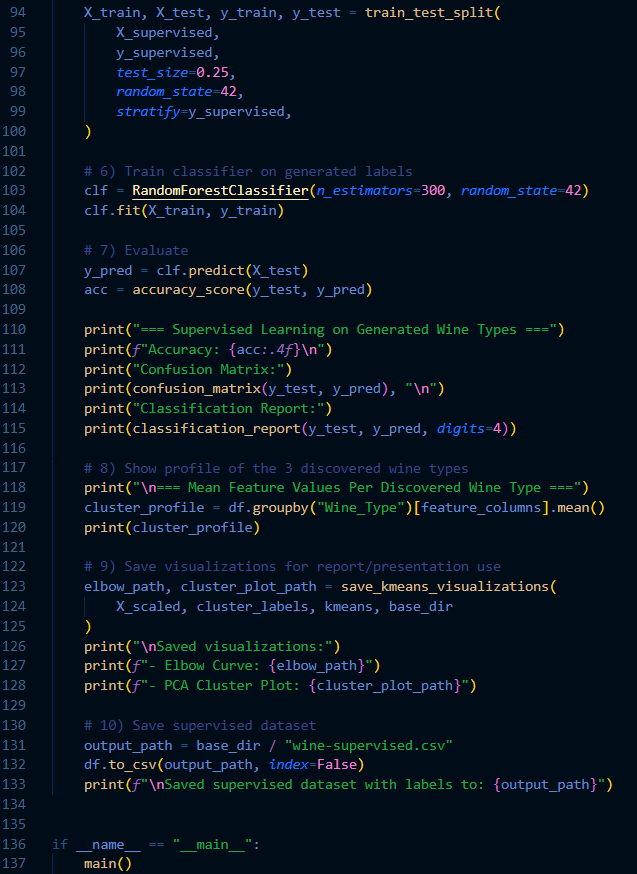 94 X_train, X_test, y_train, y_test = train_test_split(
95 X_supervised,
96 y_supervised,
97 test_size=0.25,
98 random_state=42,
99 stratify=y_supervised,
100 )
101
102 # 6) Train classifier on generated labels
103 clf = RandomForestClassifier(n_estimators=300, random_state=42)
104 clf.fit(X_train, y_train)
105
106 # 7) Evaluate
107 y_pred = clf.predict(X_test)
108 acc = accuracy_score(y_test, y_pred)
109
110 print("=== Supervised Learning on Generated Wine Types ===")
111 print(f"Accuracy: {acc:.4f}\n")
112 print("Confusion Matrix:")
113 print(confusion_matrix(y_test, y_pred), "\n")
114 print("Classification Report:")
115 print(classification_report(y_test, y_pred, digits=4))
116
117 # 8) Show profile of the 3 discovered wine types
118 print("\n=== Mean Feature Values Per Discovered Wine Type ===")
119 cluster_profile = df.groupby("Wine_Type")[feature_columns].mean()
120 print(cluster_profile)
121
122 # 9) Save visualizations for report/presentation use
123 elbow_path, cluster_plot_path = save_kmeans_visualizations(
124 X_scaled, cluster_labels, kmeans, base_dir
125 )
126 print("\nSaved visualizations:")
127 print(f"- Elbow Curve: {elbow_path}")
128 print(f"- PCA Cluster Plot: {cluster_plot_path}")
129
130 # 10) Save supervised dataset
131 output_path = base_dir / "wine-supervised.csv"
132 df.to_csv(output_path, index=False)
133 print(f"\nSaved supervised dataset with labels to: {output_path}")
134
135
136 if __name__ == "__main__":
137 main()